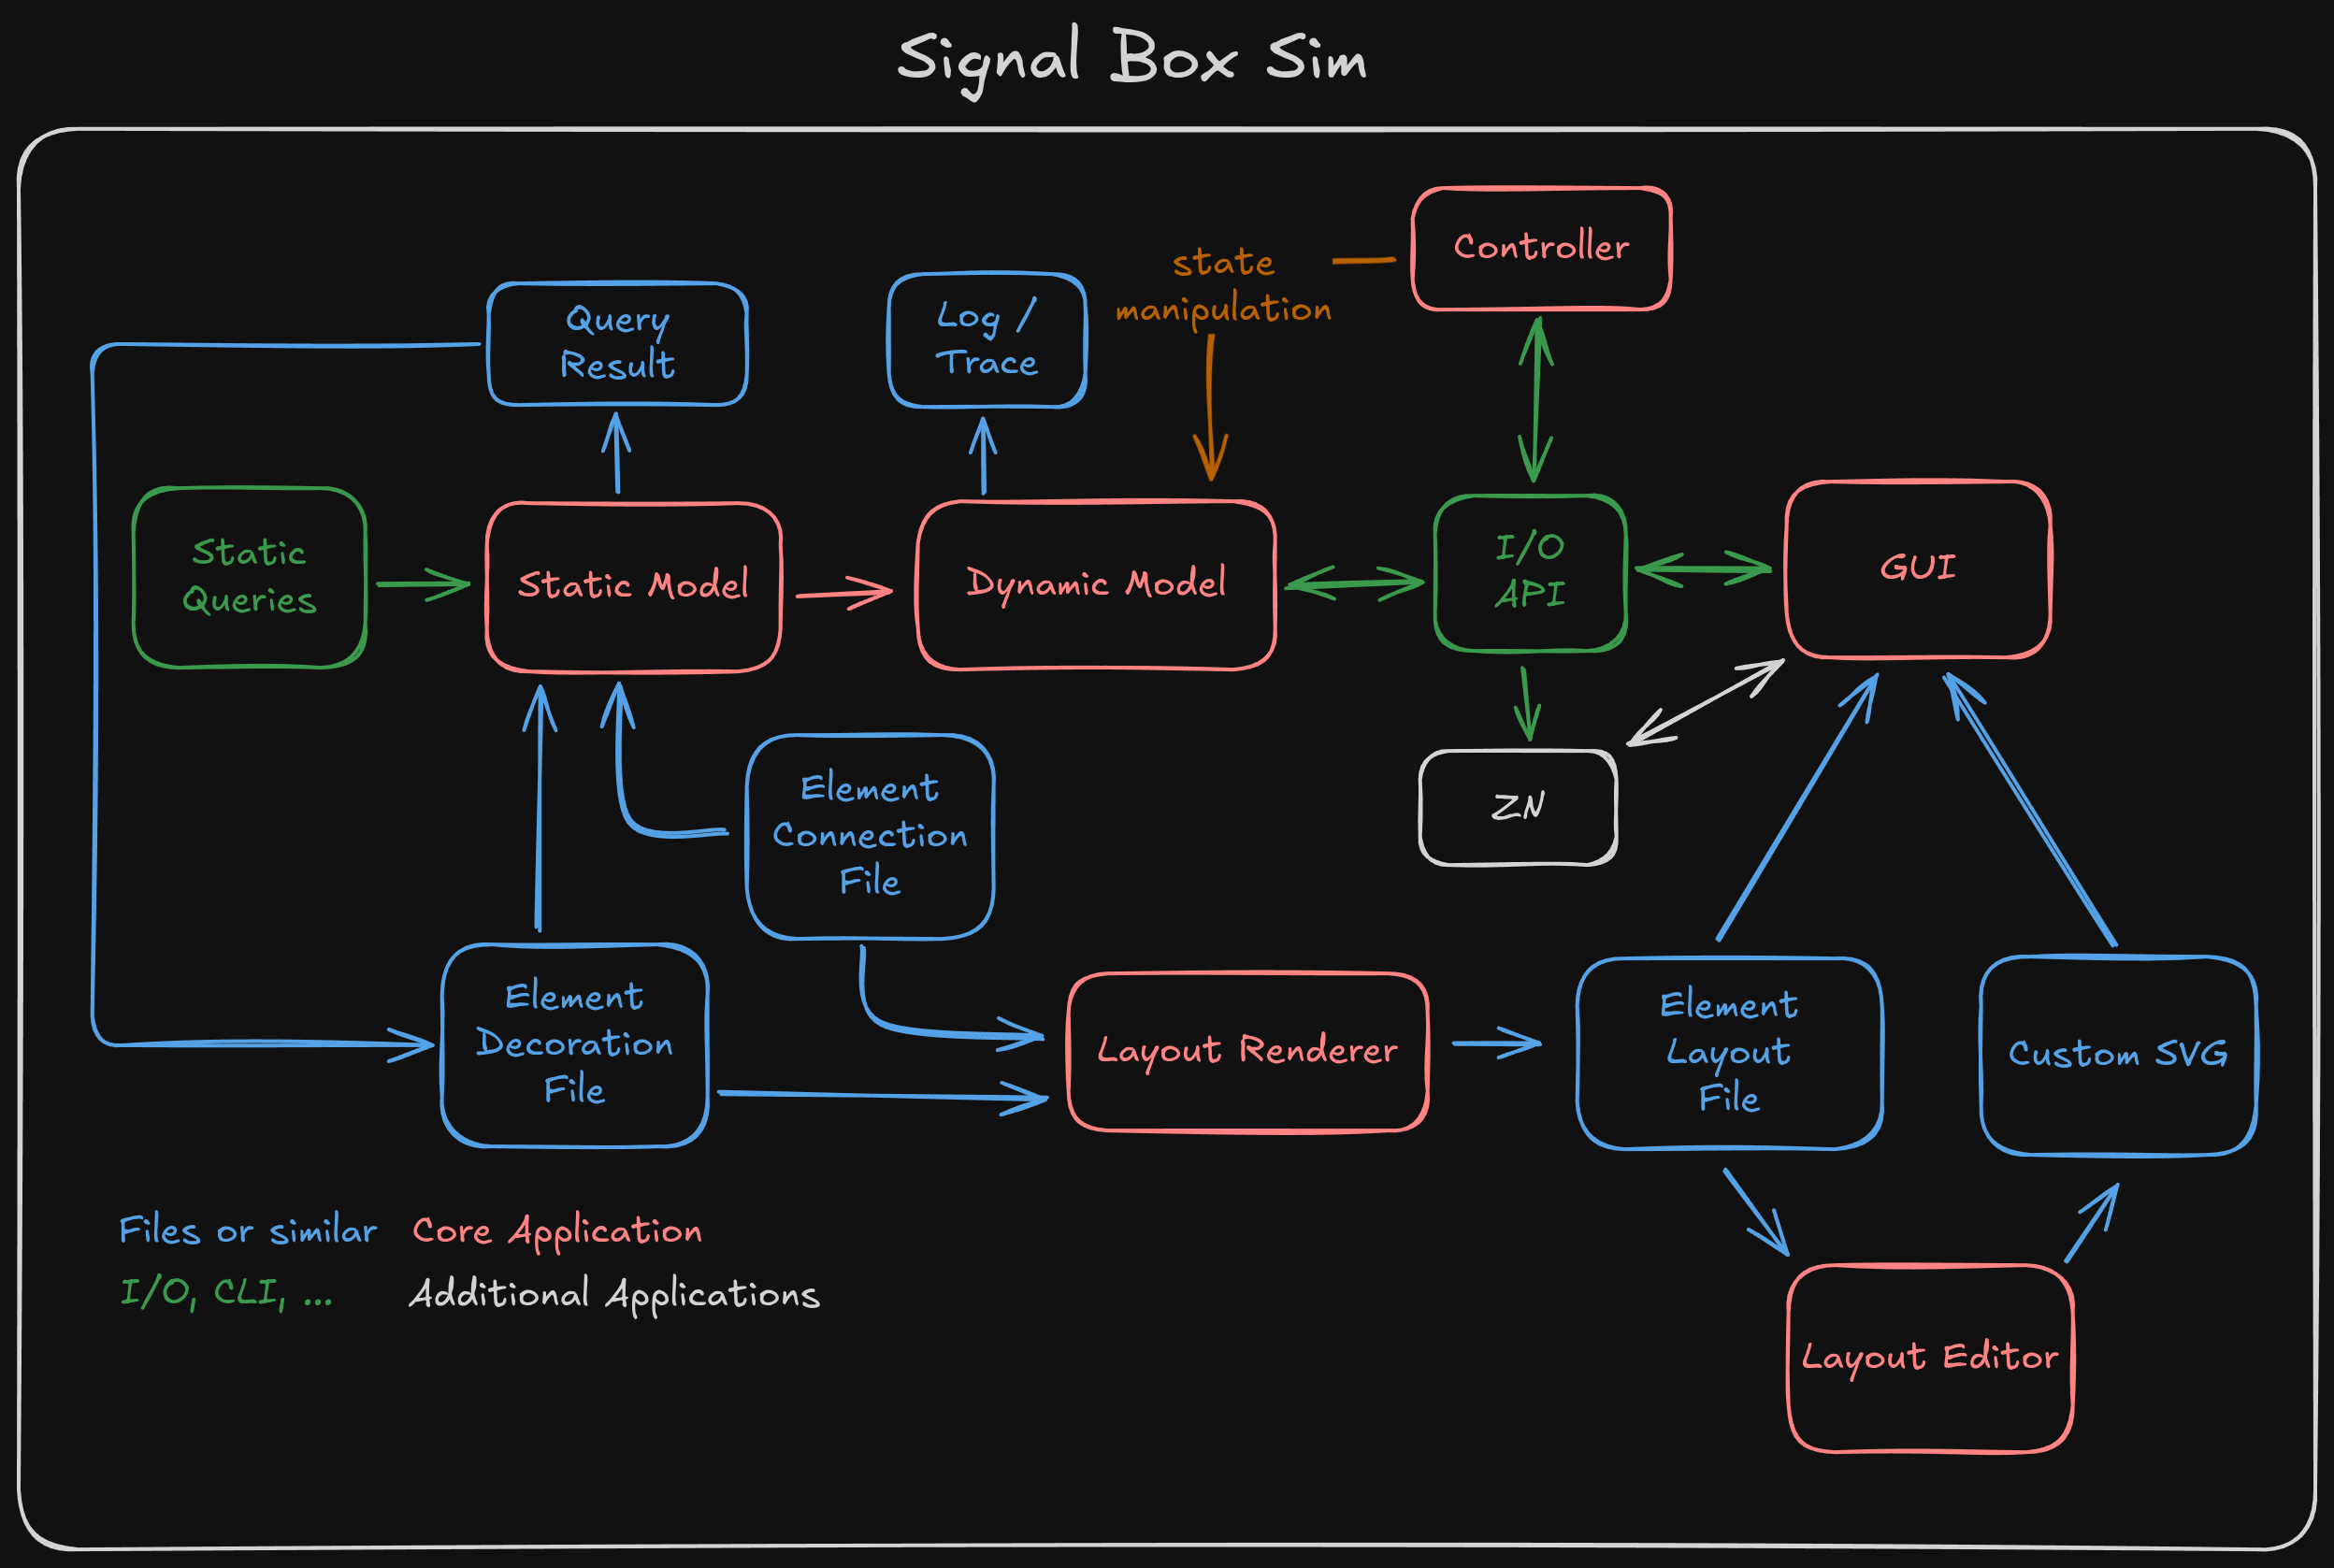 Signal Box Sim
Controller
state
manipulation
Query
Result
Log /
Trace
Static
Queries
Static Model
Dynamic Model
I/O
API
GUI
ZN
Element
Connection
File
Element
Decoration
File
Layout Renderer
Element
Layout
File
Custom SVG
Files or similar
Core Application
I/O, CLI, ...
Additional Applications
Layout Editor